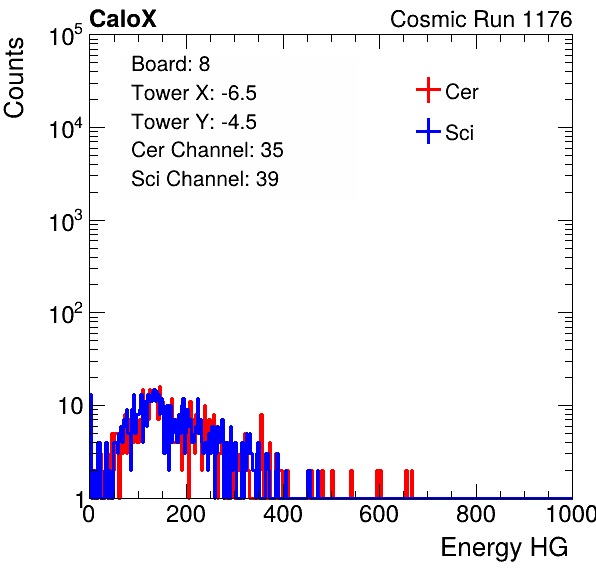 CaloX Cosmic Run 1176
Counts
Board: 8
Tower X: -6.5
Tower Y: -4.5
Cer Channel: 35
Sci Channel: 39
Cer
Sci
10^5
10^4
10^3
10^2
10
1
0 200 400 600 800 1000
Energy HG